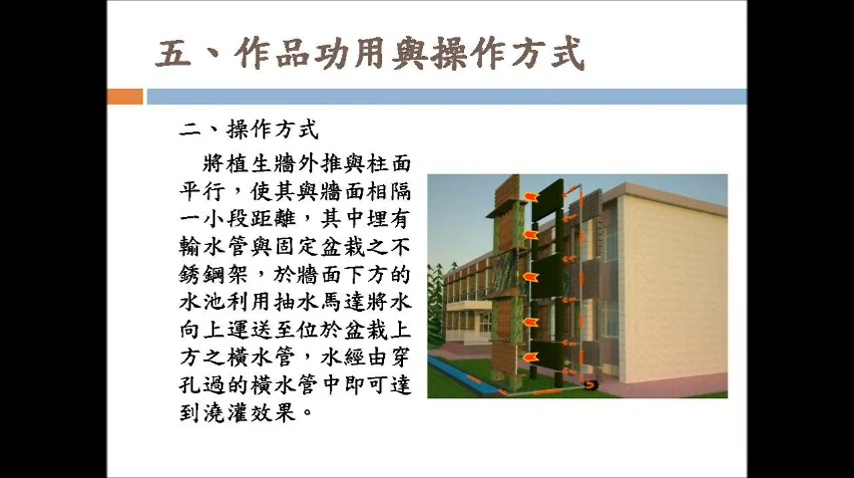 五、作品功用與操作方式
二、操作方式
將植生牆外推與柱面
平行，使其與牆面相隔
一小段距離，其中埋有
輸水管與固定盆栽之不
銹鋼架，於牆面下方的
水池利用抽水馬達將水
向上運送至位於盆栽上
方之橫水管，水經由穿
孔過的橫水管中即可達
到澆灌效果。